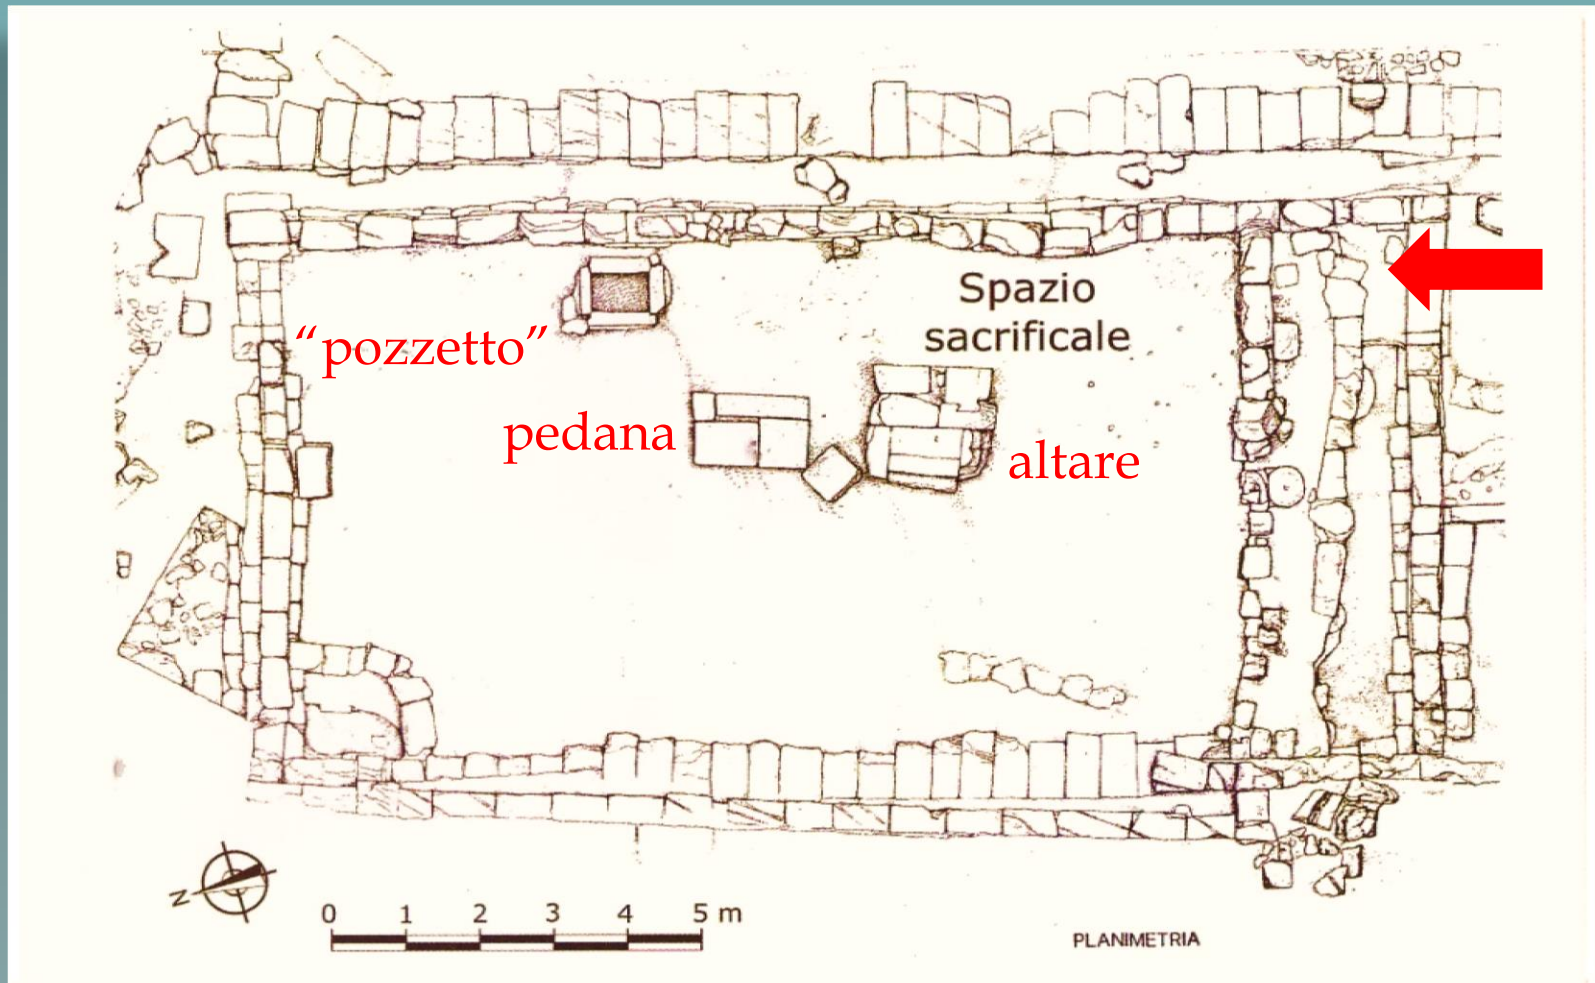 Spazio
sacrificale
“pozzetto”
pedana
altare
N
0 1 2 3 4 5 m
PLANIMETRIA